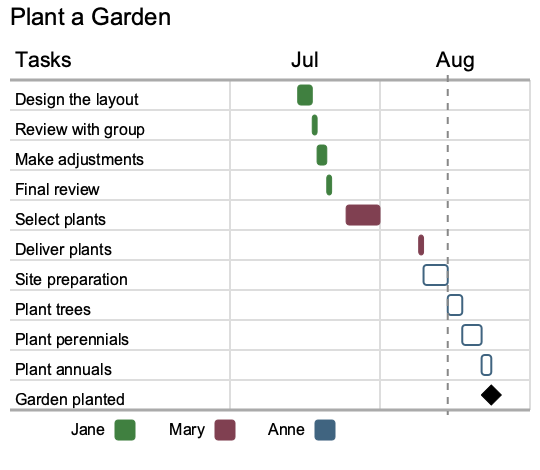 Plant a Garden
Tasks Jul Aug
Design the layout
Review with group
Make adjustments
Final review
Select plants
Deliver plants
Site preparation
Plant trees
Plant perennials
Plant annuals
Garden planted
Jane Mary Anne